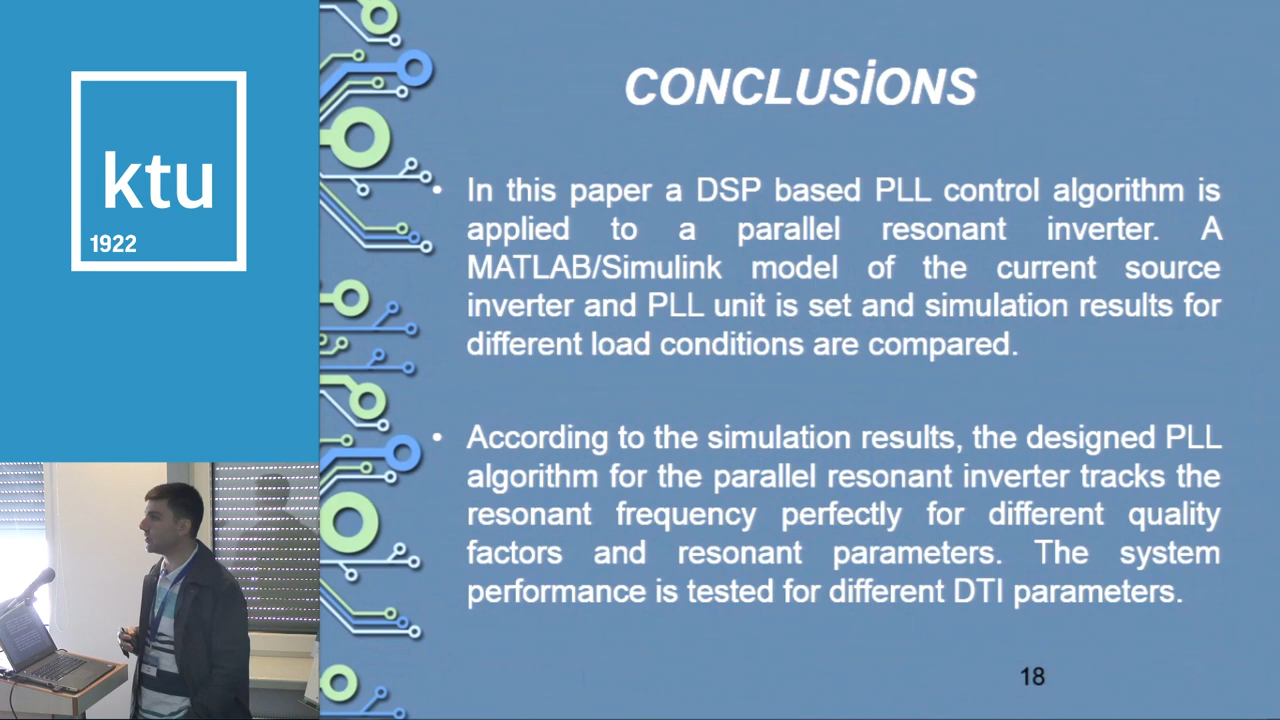 ktu
1922
CONCLUSİONS
• In this paper a DSP based PLL control algorithm is
applied to a parallel resonant inverter. A
MATLAB/Simulink model of the current source
inverter and PLL unit is set and simulation results for
different load conditions are compared.
• According to the simulation results, the designed PLL
algorithm for the parallel resonant inverter tracks the
resonant frequency perfectly for different quality
factors and resonant parameters. The system
performance is tested for different DTI parameters.
18